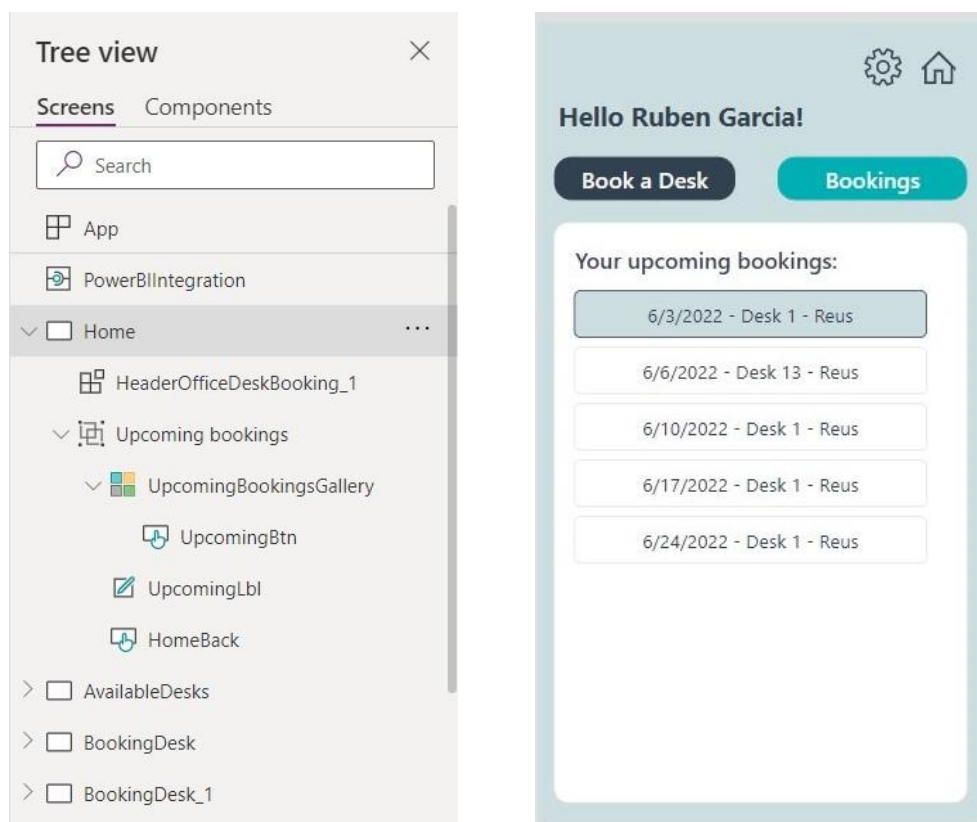 Tree view
Screens Components
Search
App
PowerBIIntegration
Home
HeaderOfficeDeskBooking_1
Upcoming bookings
UpcomingBookingsGallery
UpcomingBtn
UpcomingLbl
HomeBack
AvailableDesks
BookingDesk
BookingDesk_1
Hello Ruben Garcia!
Book a Desk Bookings
Your upcoming bookings:
6/3/2022 - Desk 1 - Reus
6/6/2022 - Desk 13 - Reus
6/10/2022 - Desk 1 - Reus
6/17/2022 - Desk 1 - Reus
6/24/2022 - Desk 1 - Reus